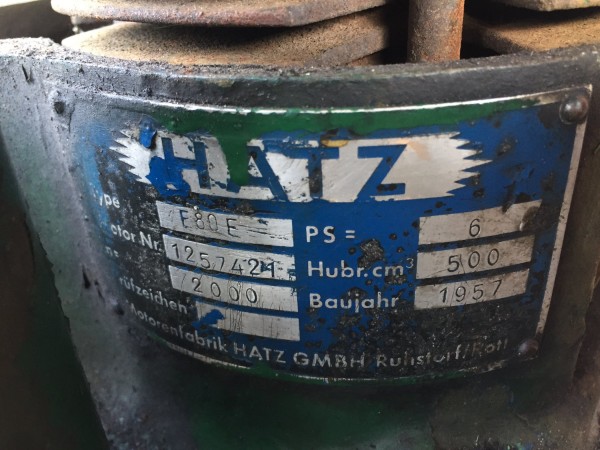 HATZ
ype E80E PS = 6
otor Nr. 1257421 Hubr.cm³ 500
n= 2000 Baujahr 1957
rüfzeichen
Motorenfabrik HATZ GMBH Ruhstorf/Rott